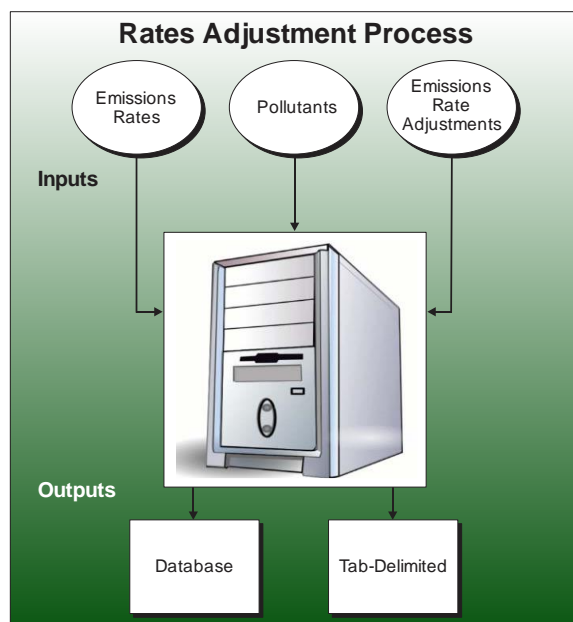 Rates Adjustment Process
Emissions
Rates
Pollutants
Emissions
Rate
Adjustments
Inputs
Outputs
Database
Tab-Delimited